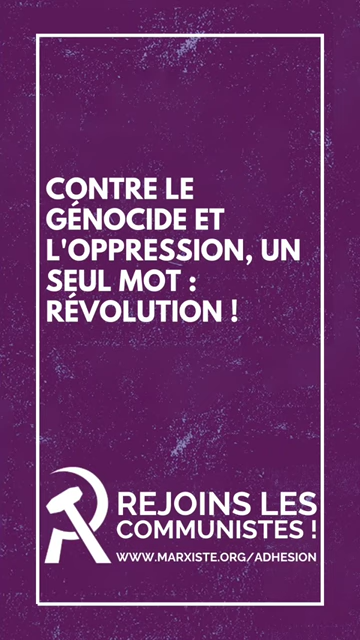 CONTRE LE
GÉNOCIDE ET
L'OPPRESSION, UN
SEUL MOT :
RÉVOLUTION !
REJOINS LES
COMMUNISTES !
WWW.MARXISTE.ORG/ADHESION